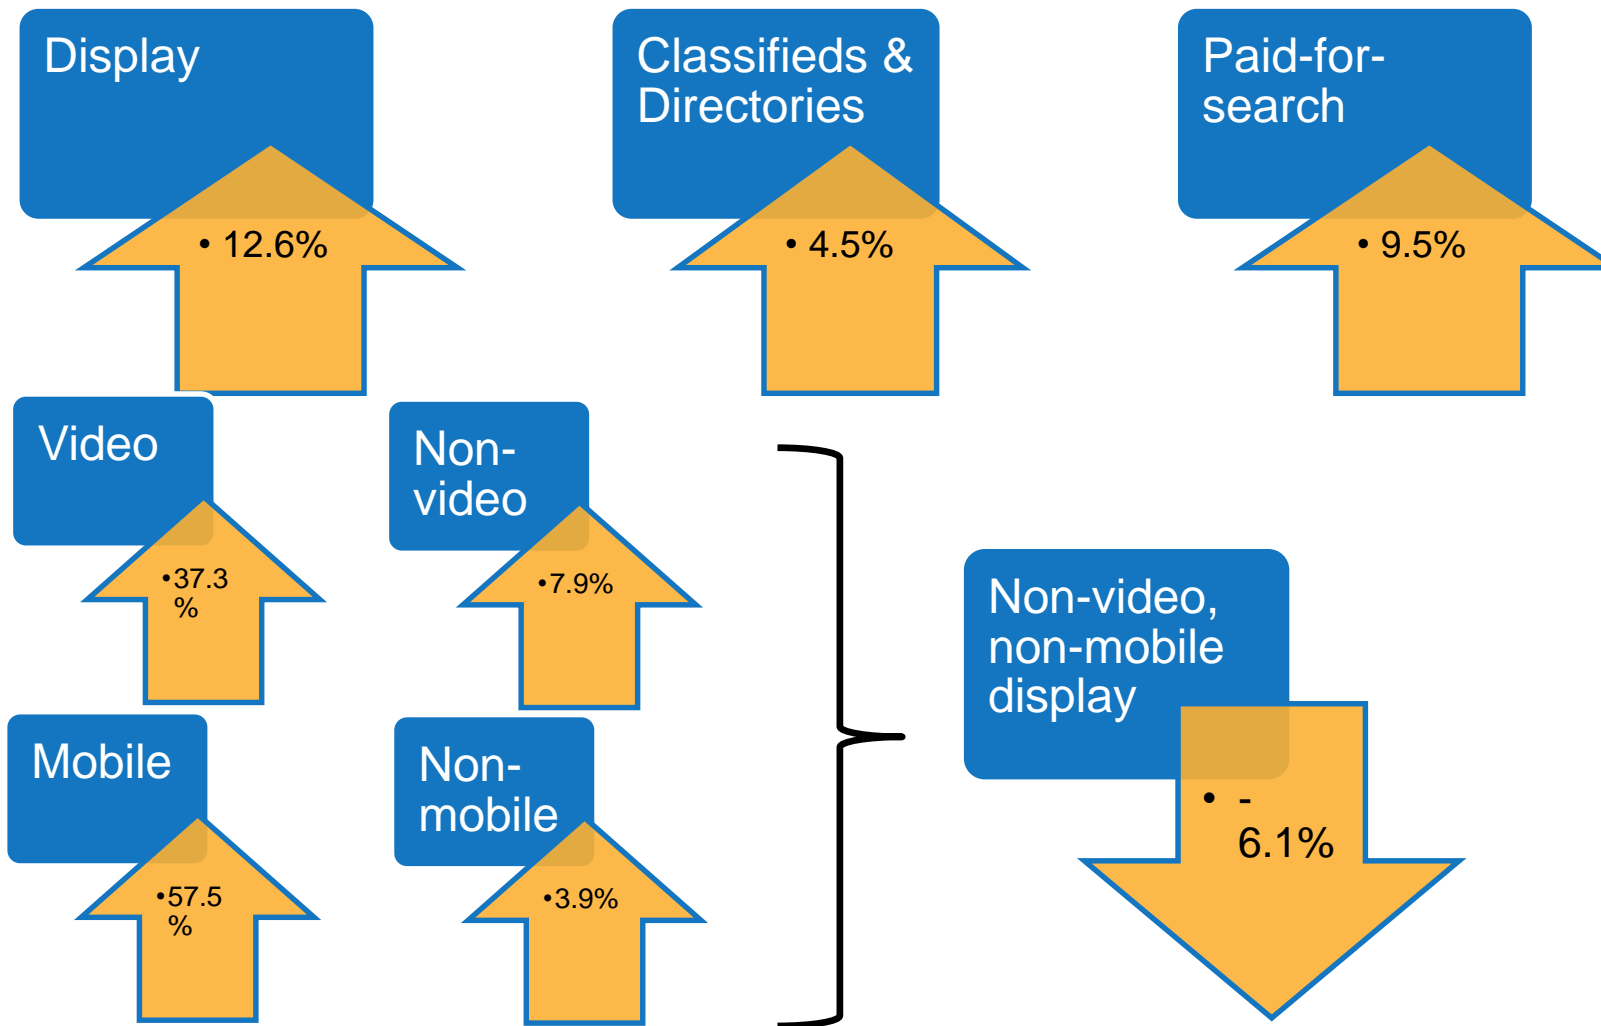 Display
• 12.6%
Classifieds &
Directories
• 4.5%
Paid-for-
search
• 9.5%
Video
•37.3
%
Non-
video
•7.9%
Mobile
•57.5
%
Non-
mobile
•3.9%
Non-video,
non-mobile
display
• -
6.1%